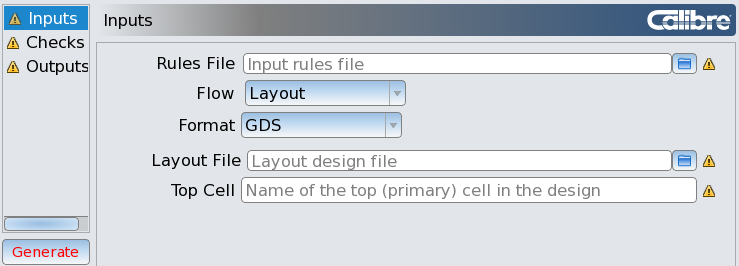 Inputs
Checks
Outputs
Generate
Inputs
Calibre
Rules File Input rules file
Flow Layout
Format GDS
Layout File Layout design file
Top Cell Name of the top (primary) cell in the design